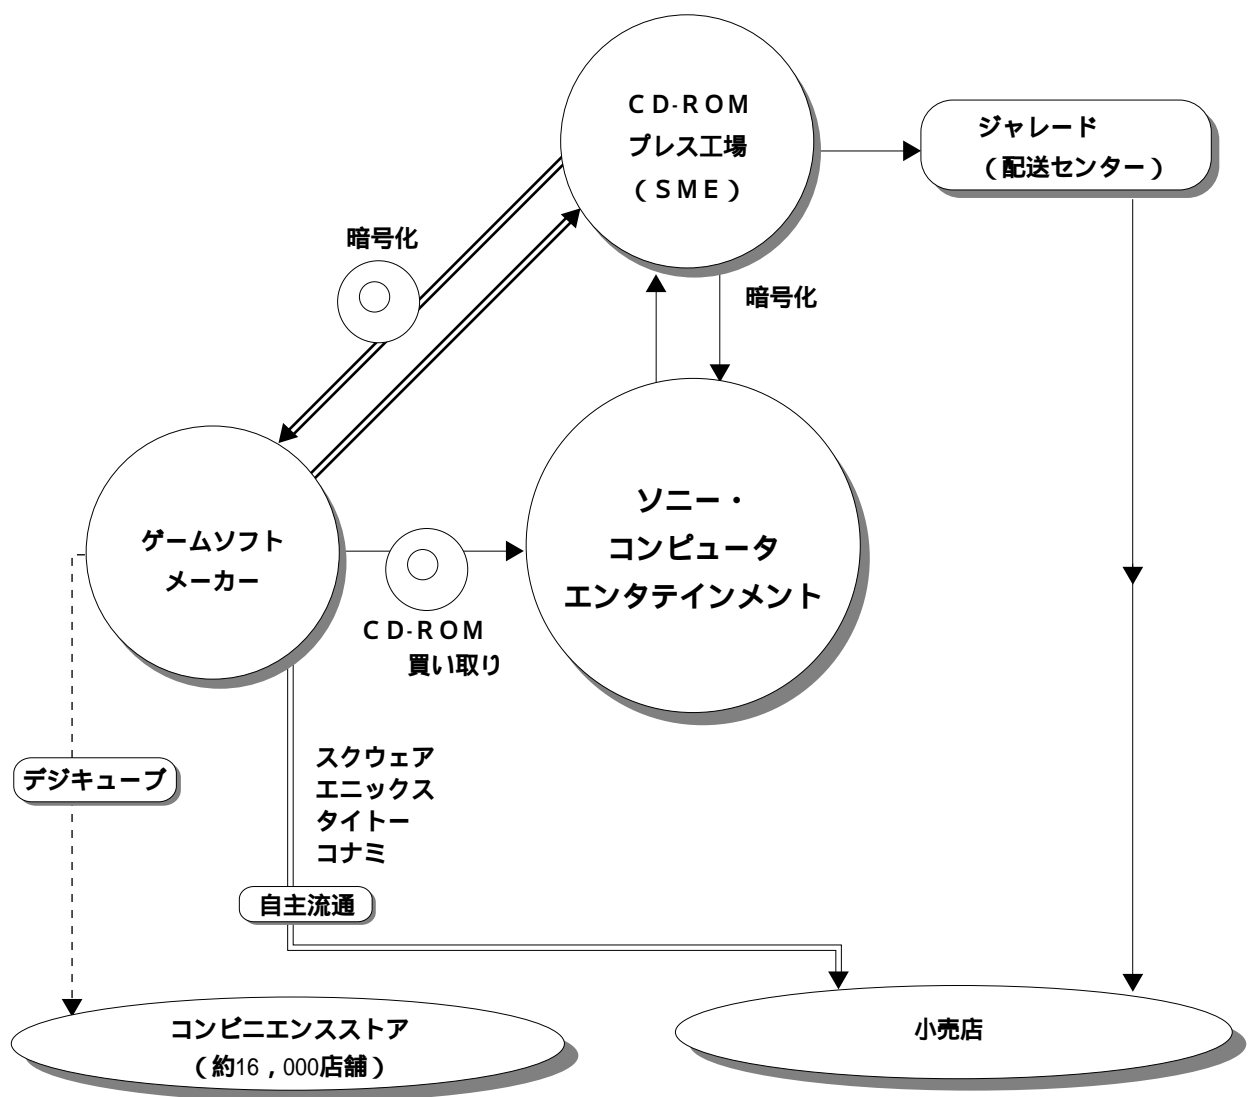 CD-ROM
プレス工場
（SME）
ジャレード
（配送センター）
暗号化
暗号化
ソニー・
コンピュータ
エンタテインメント
ゲームソフト
メーカー
CD-ROM
買い取り
デジキューブ
スクウェア
エニックス
タイトー
コナミ
自主流通
コンビニエンスストア
（約16，000店舗）
小売店